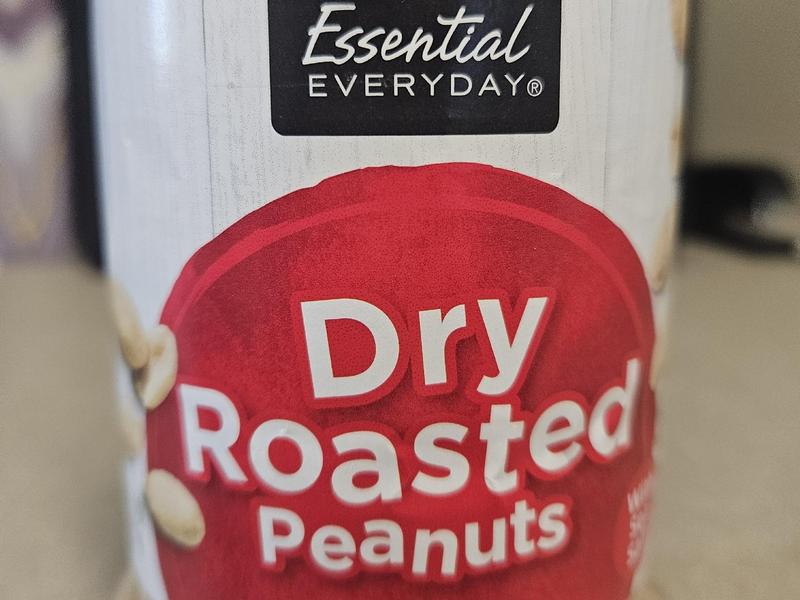 Essential
EVERYDAY®
Dry
Roasted
Peanuts